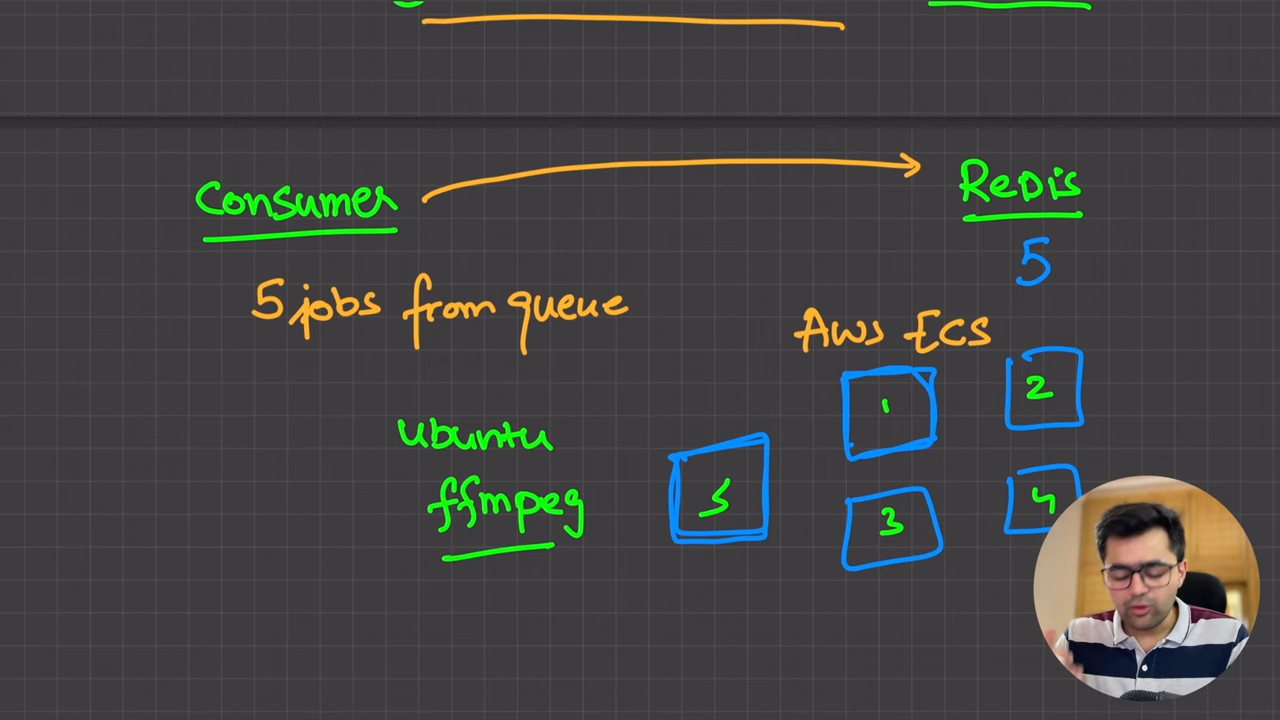 Consumer
Redis
5
5 jobs from queue
AWS ECS
1
2
ubuntu
ffmpeg
5
3
4